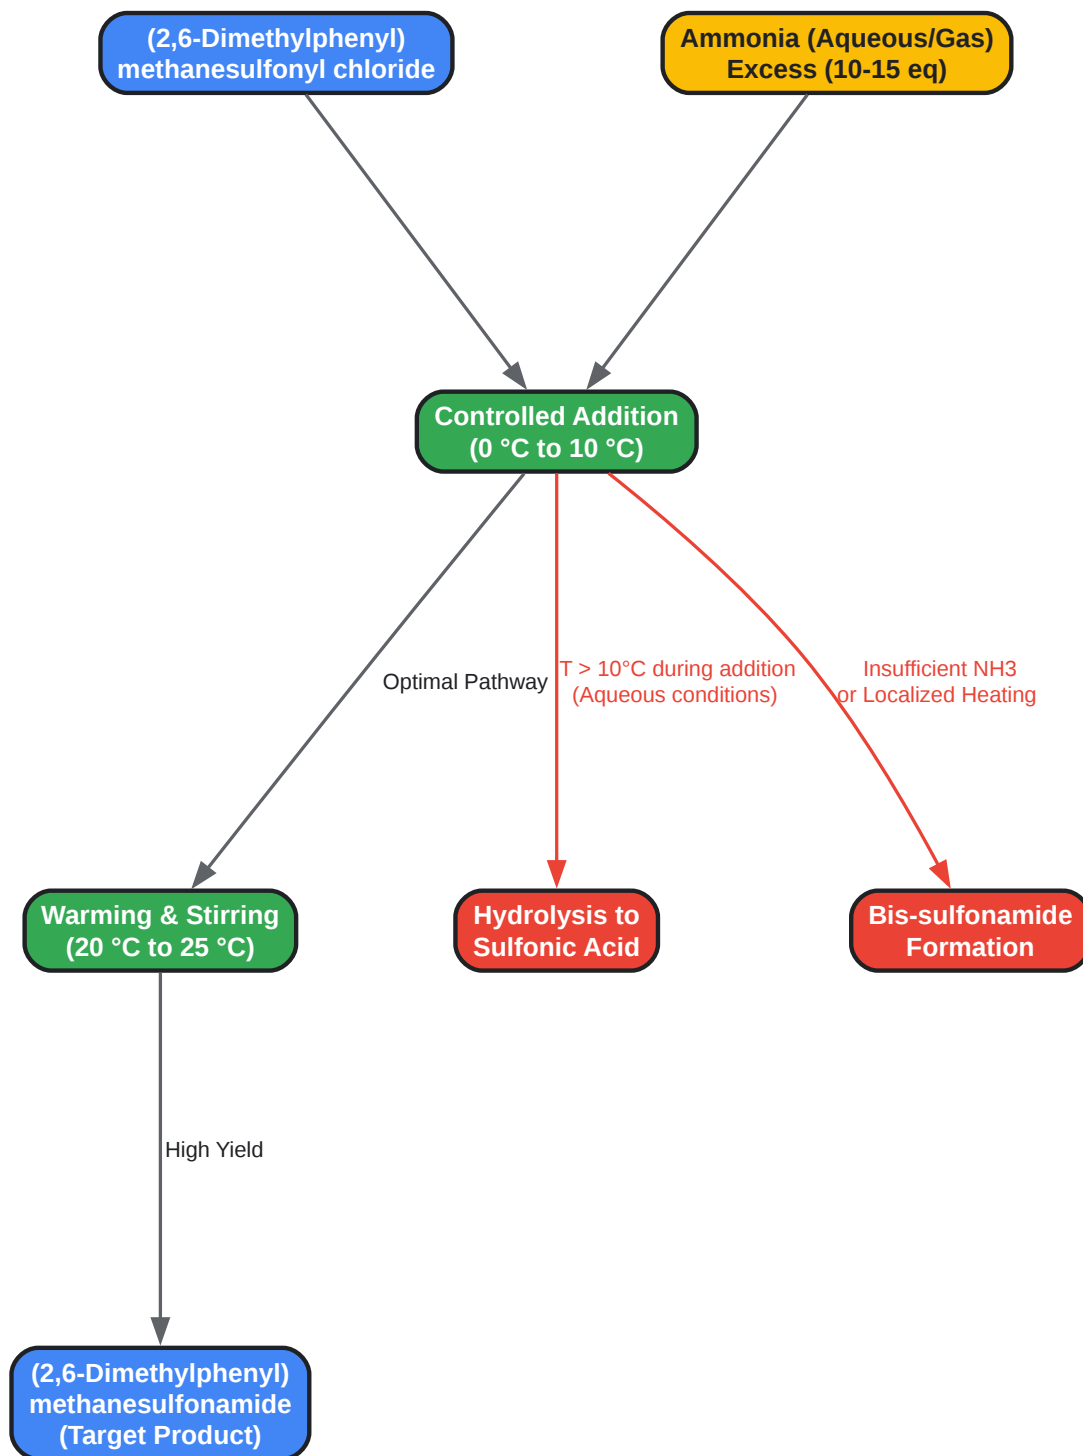 (2,6-Dimethylphenyl)
methanesulfonyl chloride
Ammonia (Aqueous/Gas)
Excess (10-15 eq)
Controlled Addition
(0 °C to 10 °C)
Optimal Pathway
T > 10°C during addition
(Aqueous conditions)
Insufficient NH3
or Localized Heating
Warming & Stirring
(20 °C to 25 °C)
Hydrolysis to
Sulfonic Acid
Bis-sulfonamide
Formation
High Yield
(2,6-Dimethylphenyl)
methanesulfonamide
(Target Product)